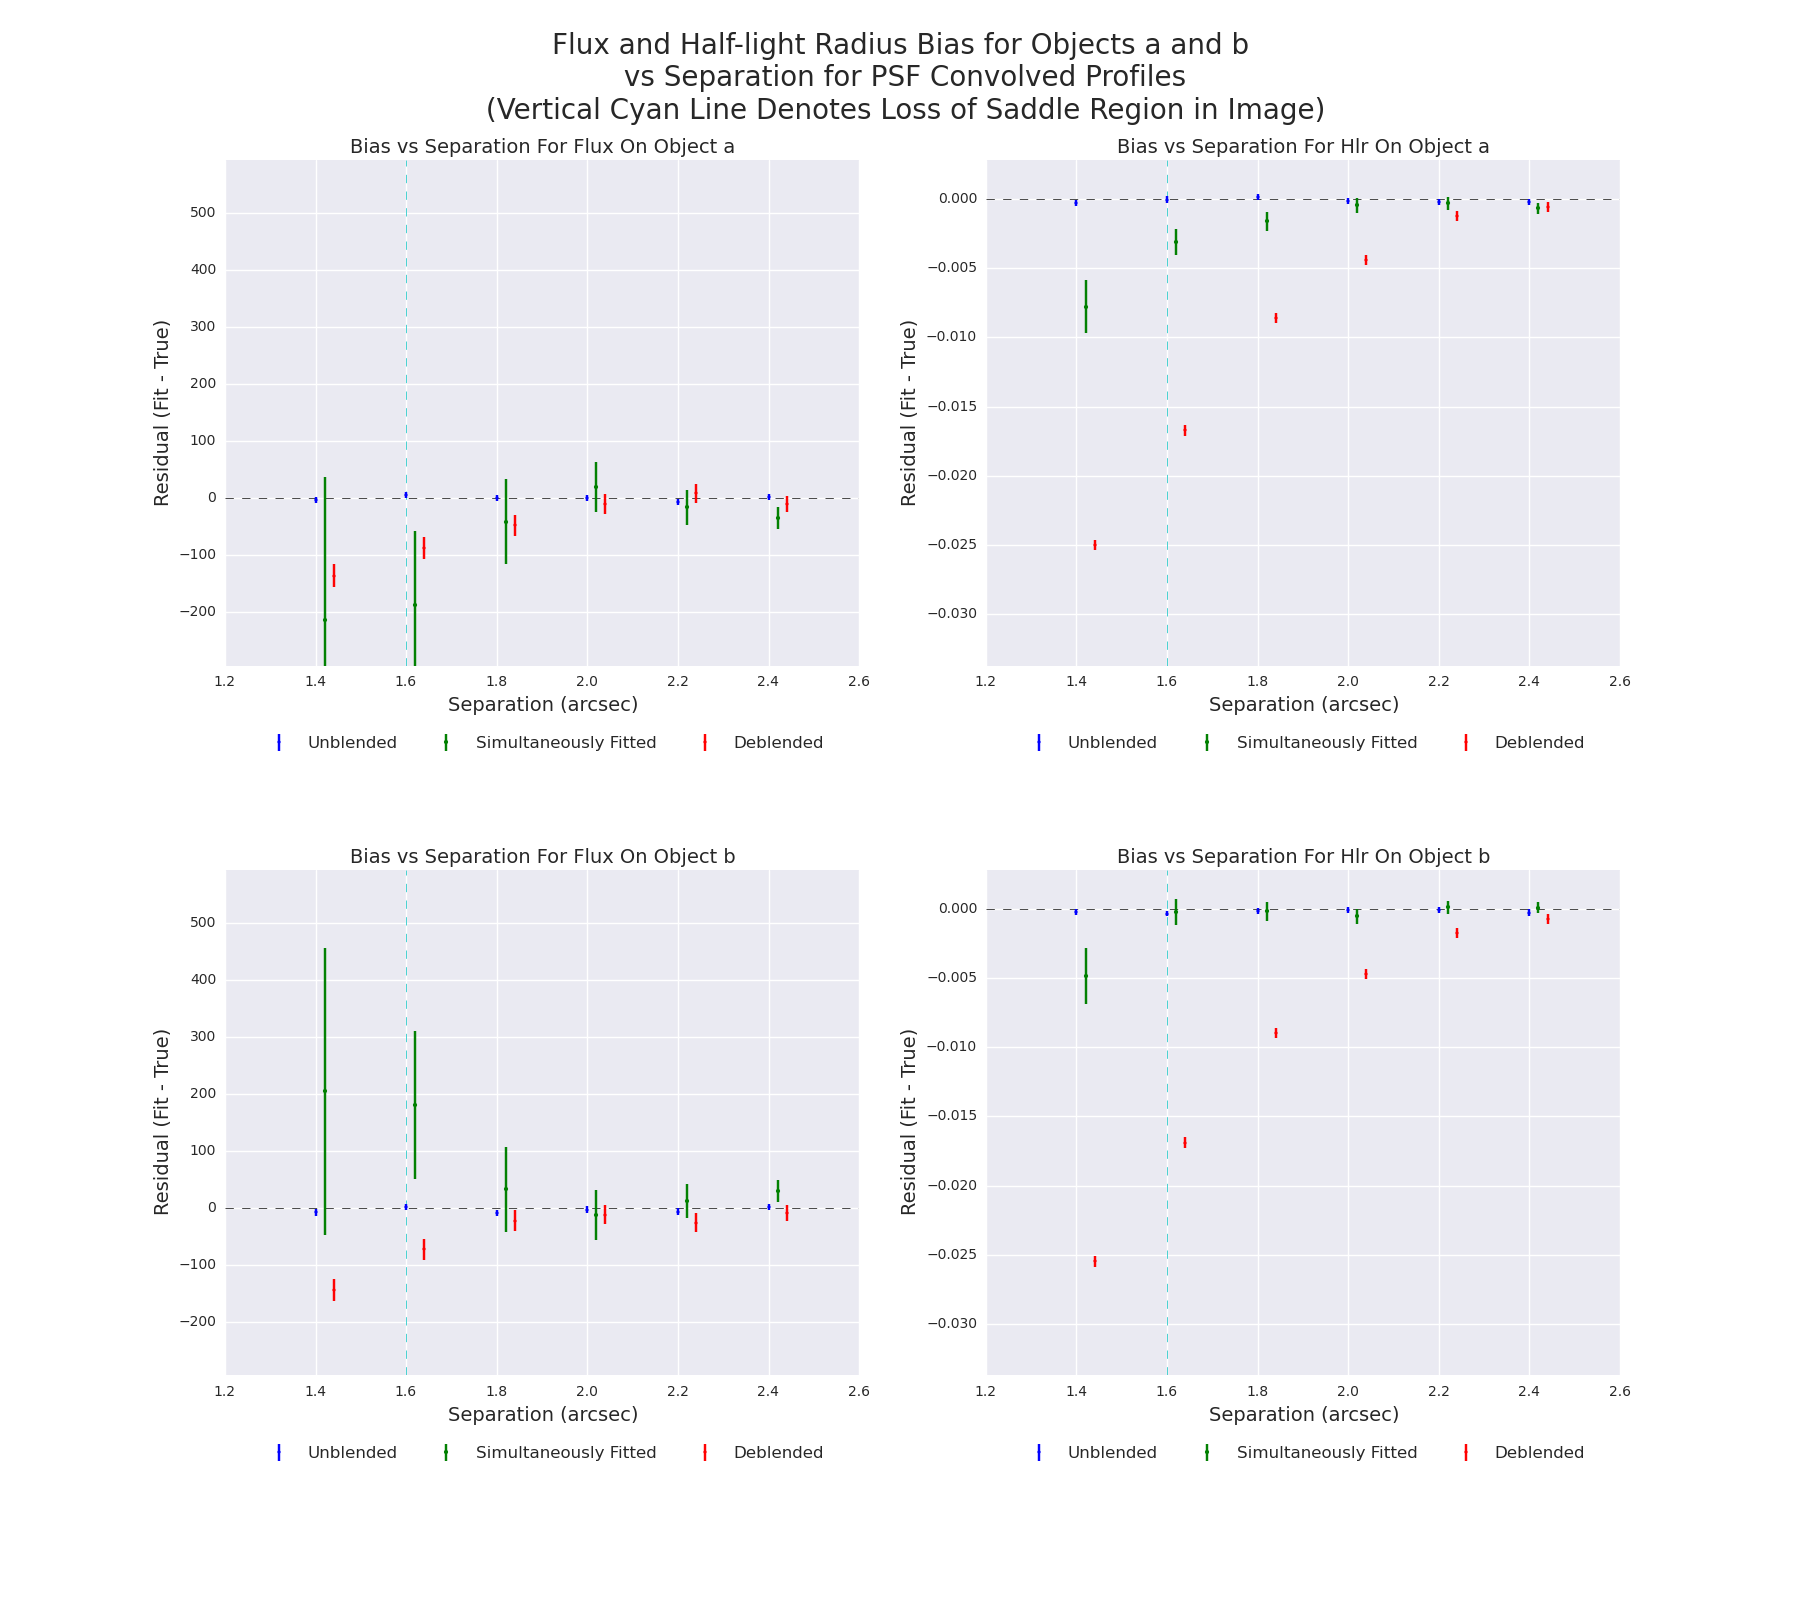 Flux and Half-light Radius Bias for Objects a and b
vs Separation for PSF Convolved Profiles
(Vertical Cyan Line Denotes Loss of Saddle Region in Image)
Bias vs Separation For Flux On Object a
500
400
300
200
100
0
−100
−200
Residual (Fit - True)
1.2 1.4 1.6 1.8 2.0 2.2 2.4 2.6
Separation (arcsec)
Unblended Simultaneously Fitted Deblended
Bias vs Separation For Hlr On Object a
0.000
−0.005
−0.010
−0.015
−0.020
−0.025
−0.030
Residual (Fit - True)
1.2 1.4 1.6 1.8 2.0 2.2 2.4 2.6
Separation (arcsec)
Unblended Simultaneously Fitted Deblended
Bias vs Separation For Flux On Object b
500
400
300
200
100
0
−100
−200
Residual (Fit - True)
1.2 1.4 1.6 1.8 2.0 2.2 2.4 2.6
Separation (arcsec)
Unblended Simultaneously Fitted Deblended
Bias vs Separation For Hlr On Object b
0.000
−0.005
−0.010
−0.015
−0.020
−0.025
−0.030
Residual (Fit - True)
1.2 1.4 1.6 1.8 2.0 2.2 2.4 2.6
Separation (arcsec)
Unblended Simultaneously Fitted Deblended